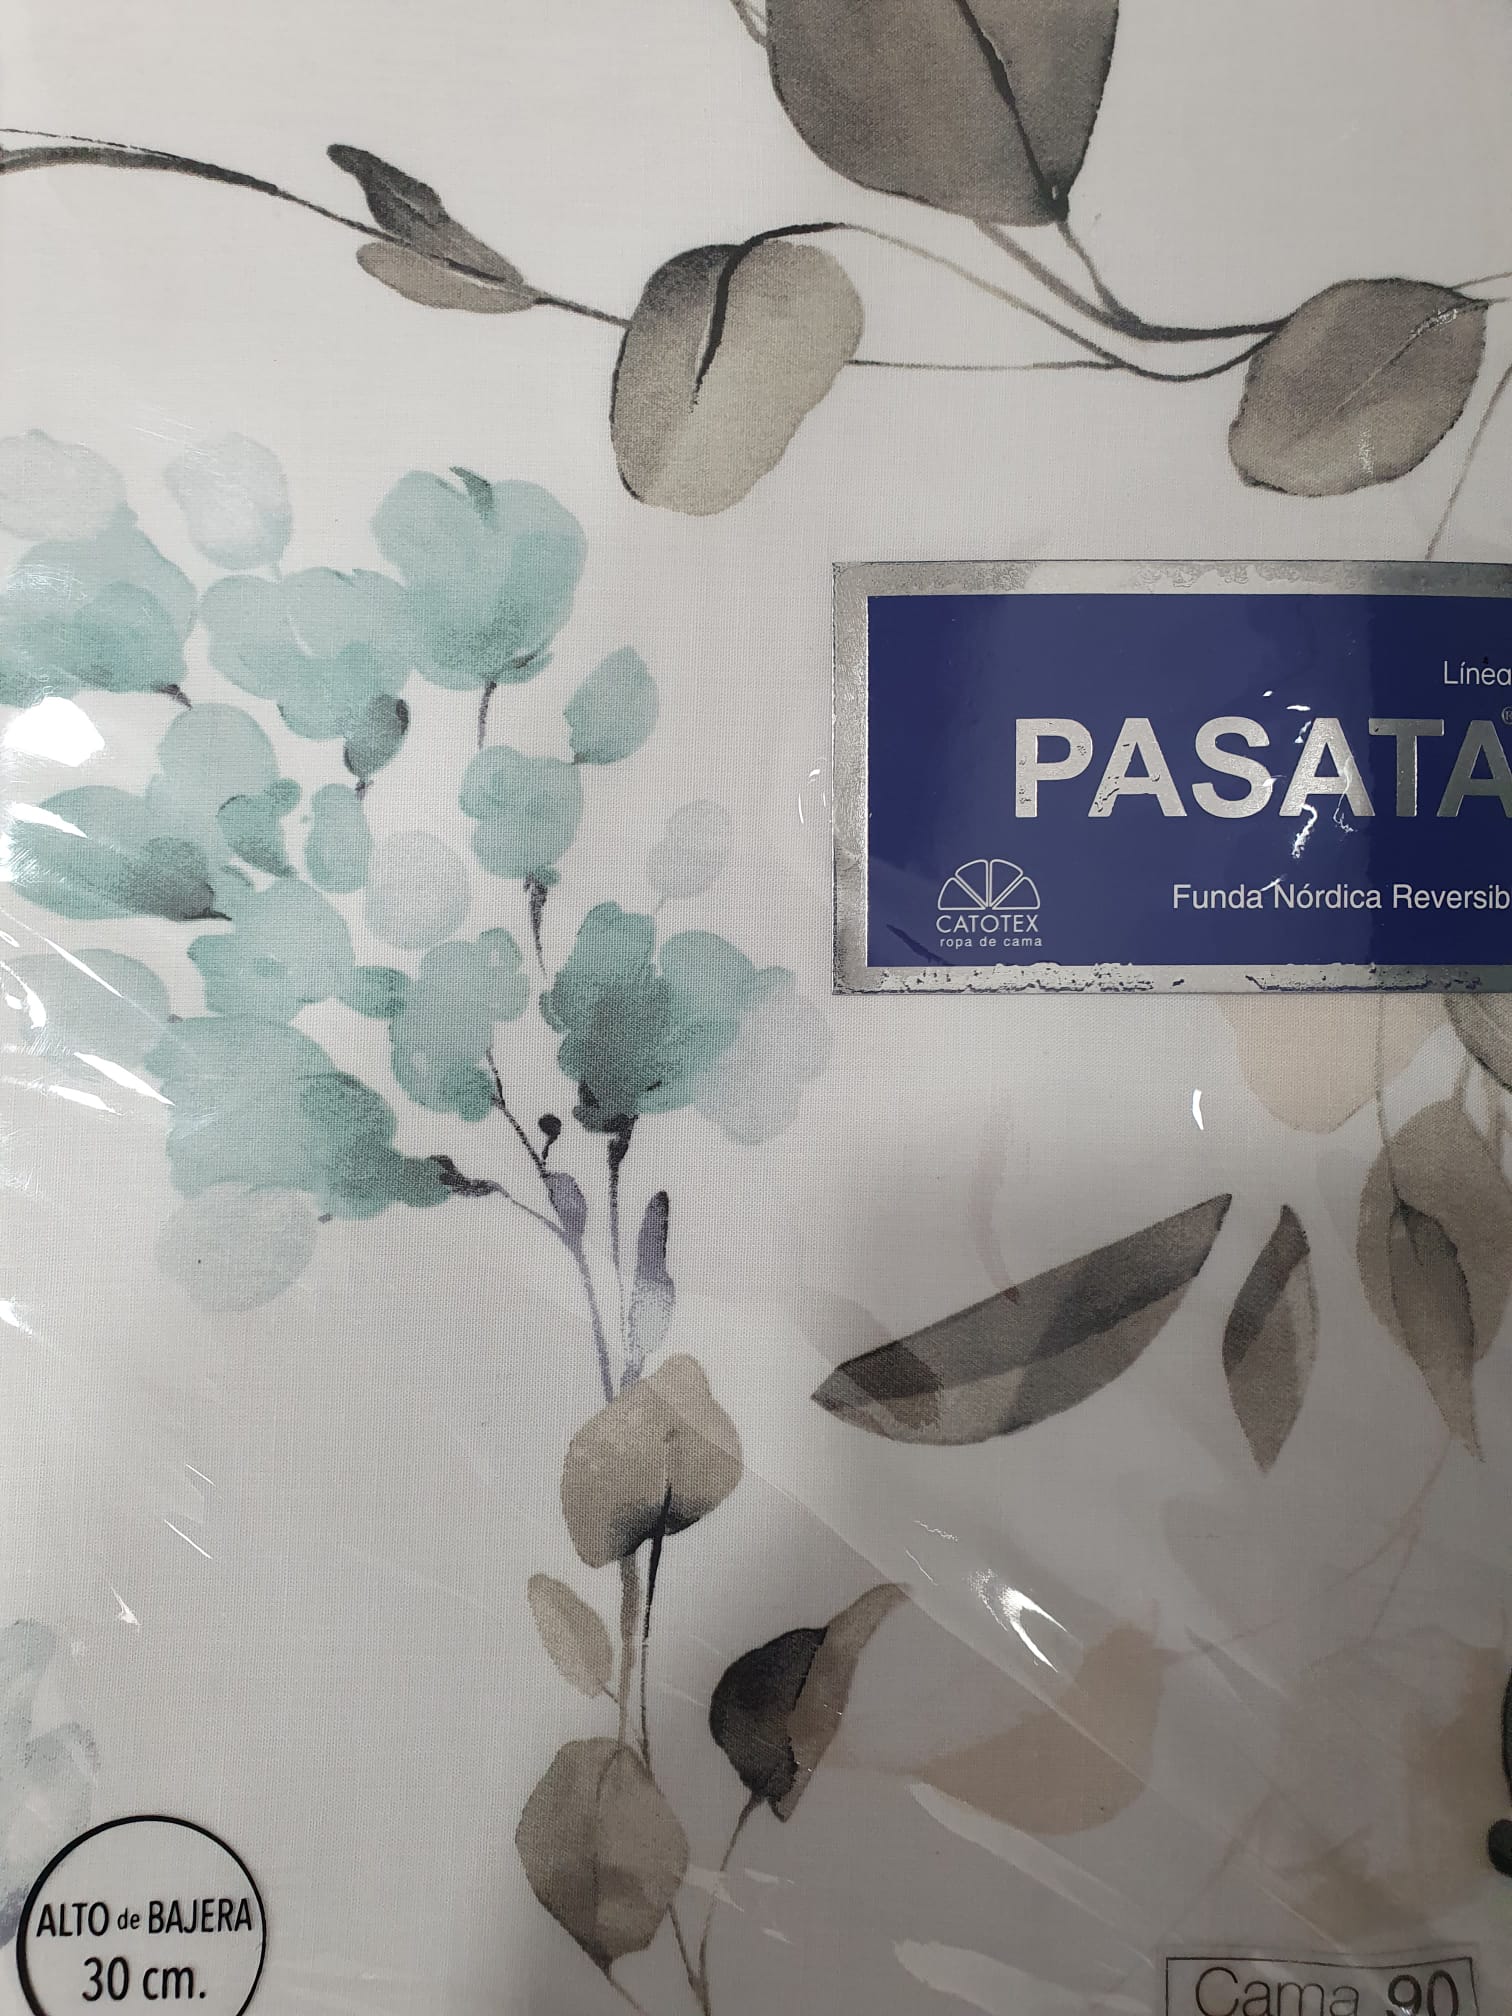 Línea
PASATA®
CATOTEX
ropa de cama
Funda Nórdica Reversib
ALTO de BAJERA
30 cm.
Cama 90